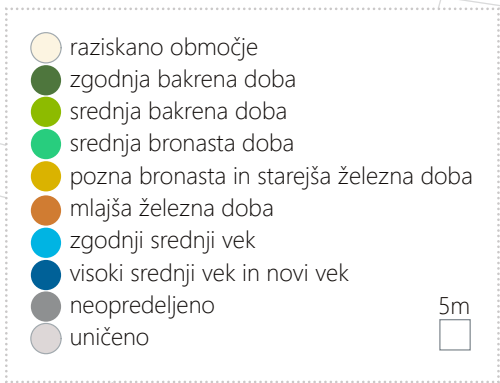 raziskano območje
zgodnja bakrena doba
srednja bakrena doba
srednja bronasta doba
pozna bronasta in starejša železna doba
mlajša železna doba
zgodnji srednji vek
visoki srednji vek in novi vek
neopredeljeno
uničeno
5m